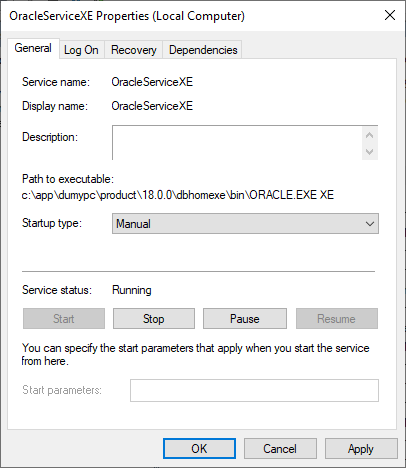 OracleServiceXE Properties (Local Computer)
General Log On Recovery Dependencies
Service name: OracleServiceXE
Display name: OracleServiceXE
Description:
Path to executable:
c:\app\dumypc\product\18.0.0\dbhomexe\bin\ORACLE.EXE XE
Startup type: Manual
Service status: Running
Start Stop Pause Resume
You can specify the start parameters that apply when you start the service
from here.
Start parameters:
OK Cancel Apply